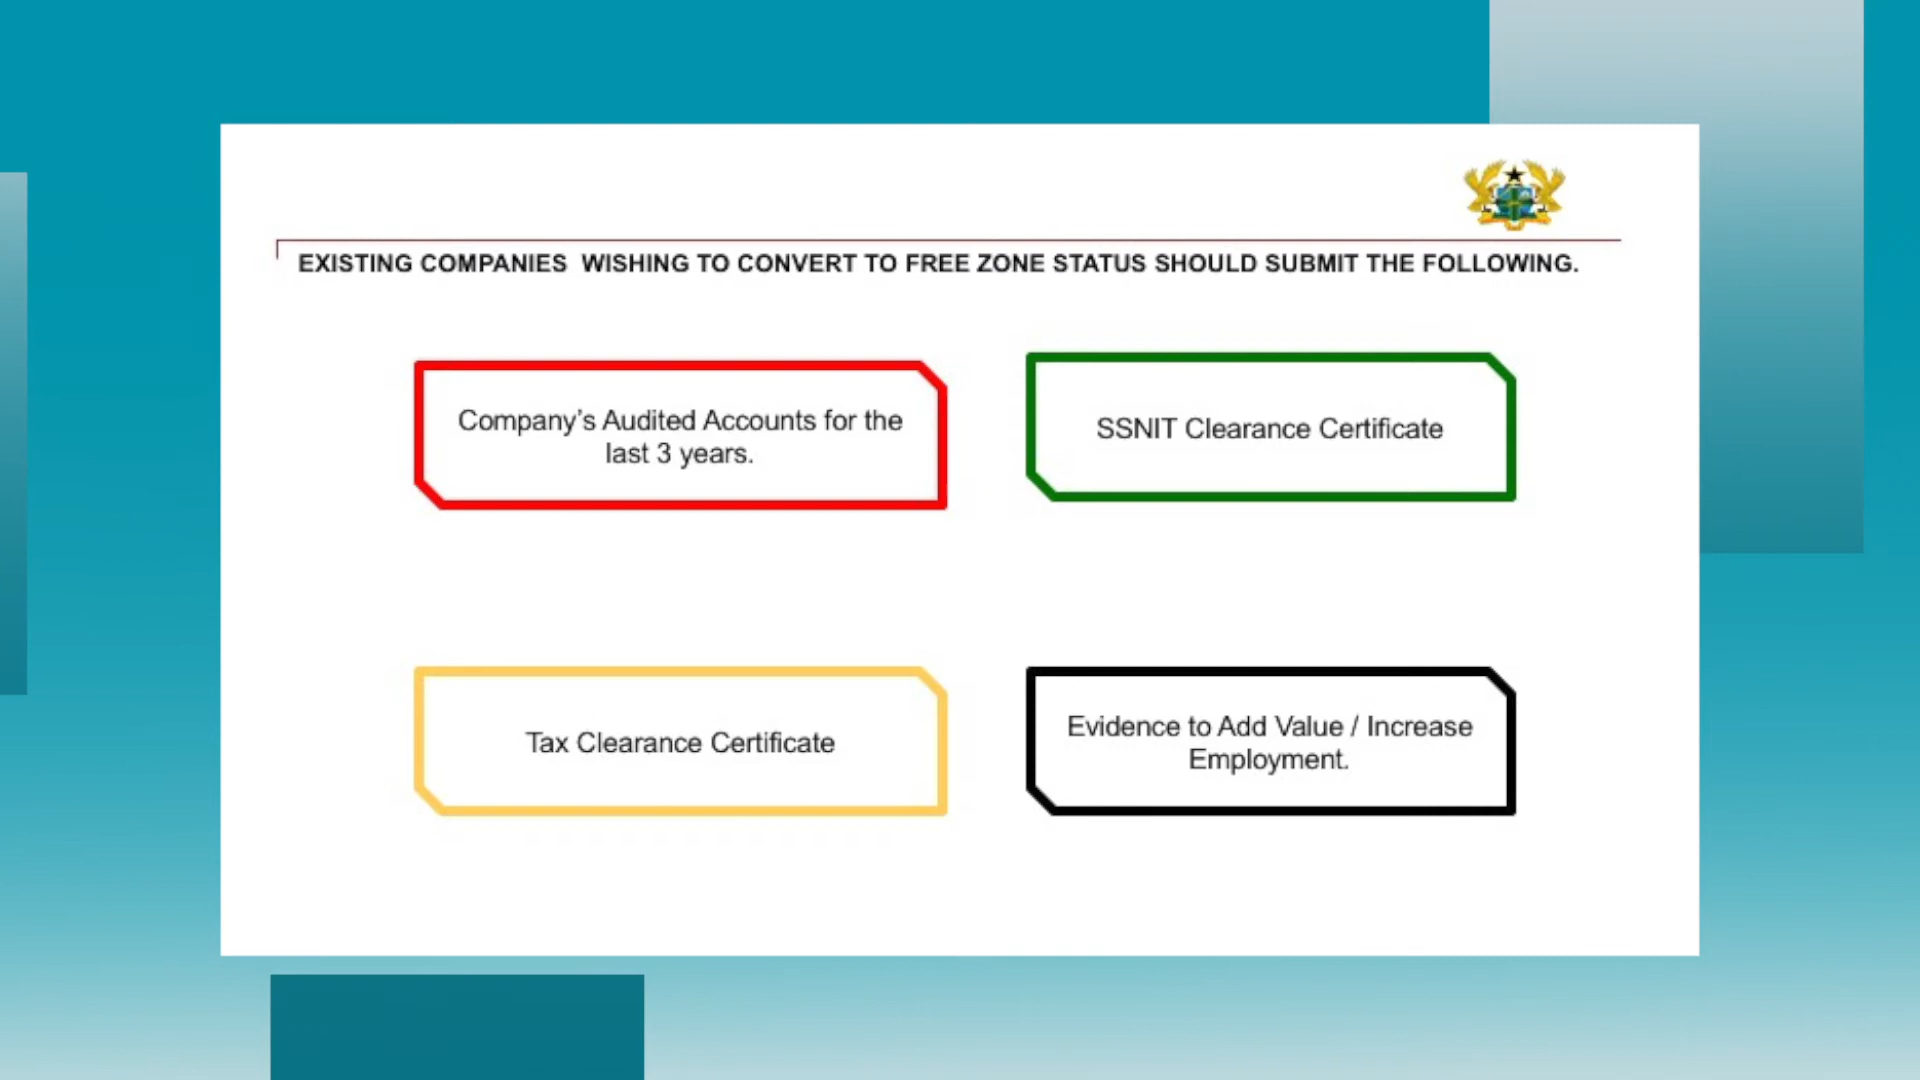 EXISTING COMPANIES WISHING TO CONVERT TO FREE ZONE STATUS SHOULD SUBMIT THE FOLLOWING.
Company’s Audited Accounts for the
last 3 years.
SSNIT Clearance Certificate
Tax Clearance Certificate
Evidence to Add Value / Increase
Employment.